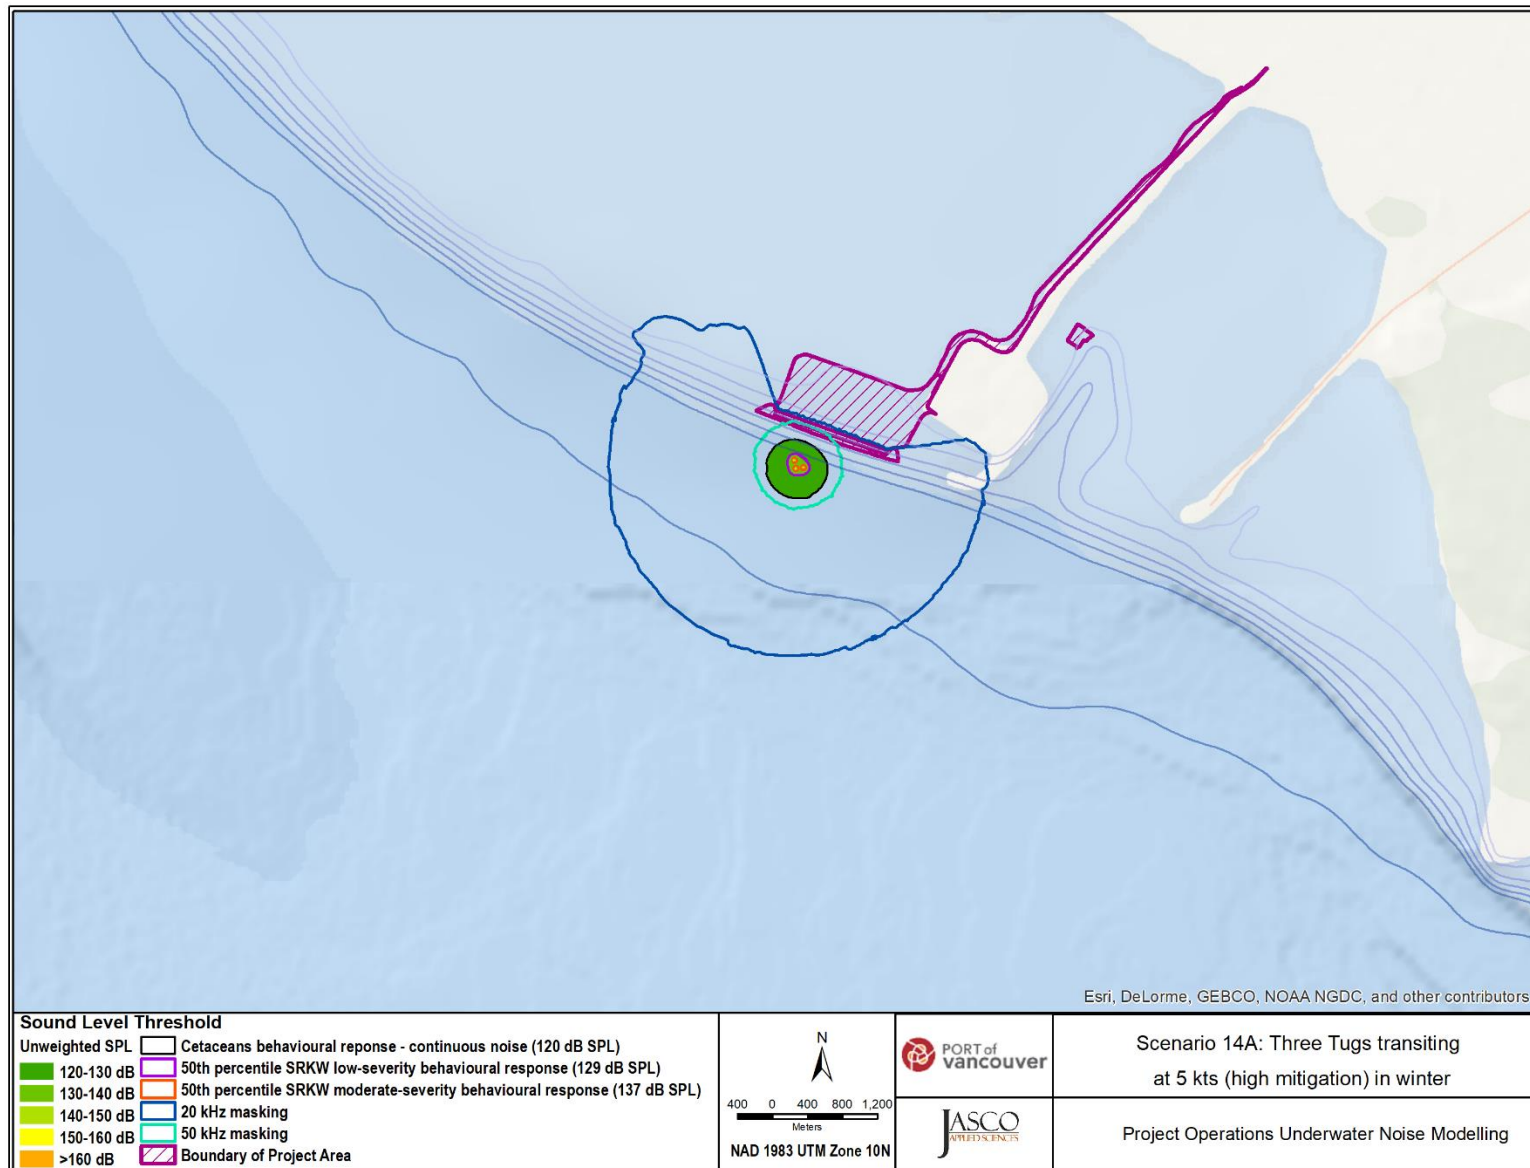 Esri, DeLorme, GEBCO, NOAA NGDC, and other contributors
Sound Level Threshold
Unweighted SPL
120-130 dB
130-140 dB
140-150 dB
150-160 dB
>160 dB
Cetaceans behavioural reponse - continuous noise (120 dB SPL)
50th percentile SRKW low-severity behavioural response (129 dB SPL)
50th percentile SRKW moderate-severity behavioural response (137 dB SPL)
20 kHz masking
50 kHz masking
Boundary of Project Area
N
400 0 400 800 1,200
Meters
NAD 1983 UTM Zone 10N
PORT of
vancouver
JASCO
APPLIED SCIENCES
Scenario 14A: Three Tugs transiting
at 5 kts (high mitigation) in winter
Project Operations Underwater Noise Modelling